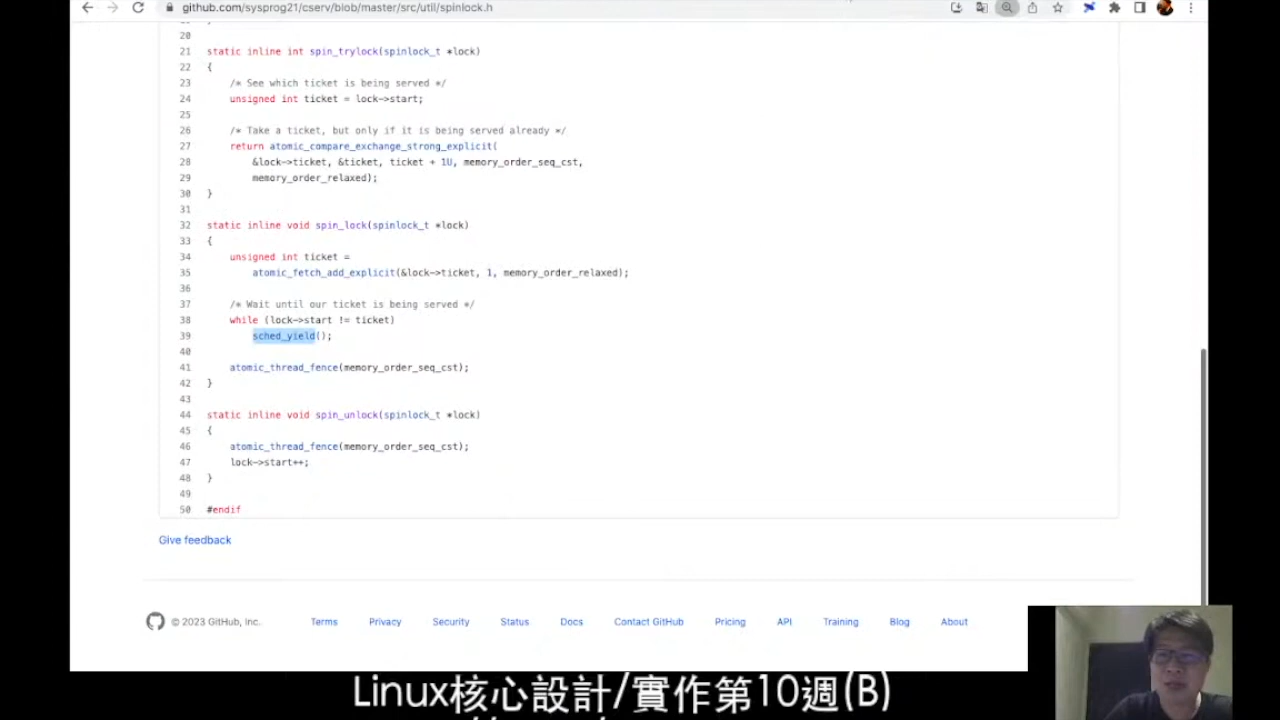 github.com/sysprog21/cserv/blob/master/src/util/spinlock.h
20
21 static inline int spin_trylock(spinlock_t *lock)
22 {
23 /* See which ticket is being served */
24 unsigned int ticket = lock->start;
25
26 /* Take a ticket, but only if it is being served already */
27 return atomic_compare_exchange_strong_explicit(
28 &lock->ticket, &ticket, ticket + 1U, memory_order_seq_cst,
29 memory_order_relaxed);
30 }
31
32 static inline void spin_lock(spinlock_t *lock)
33 {
34 unsigned int ticket =
35 atomic_fetch_add_explicit(&lock->ticket, 1, memory_order_relaxed);
36
37 /* Wait until our ticket is being served */
38 while (lock->start != ticket)
39 sched_yield();
40
41 atomic_thread_fence(memory_order_seq_cst);
42 }
43
44 static inline void spin_unlock(spinlock_t *lock)
45 {
46 atomic_thread_fence(memory_order_seq_cst);
47 lock->start++;
48 }
49
50 #endif
Give feedback
© 2023 GitHub, Inc. Terms Privacy Security Status Docs Contact GitHub Pricing API Training Blog About
Linux核心設計/實作第10週(B)